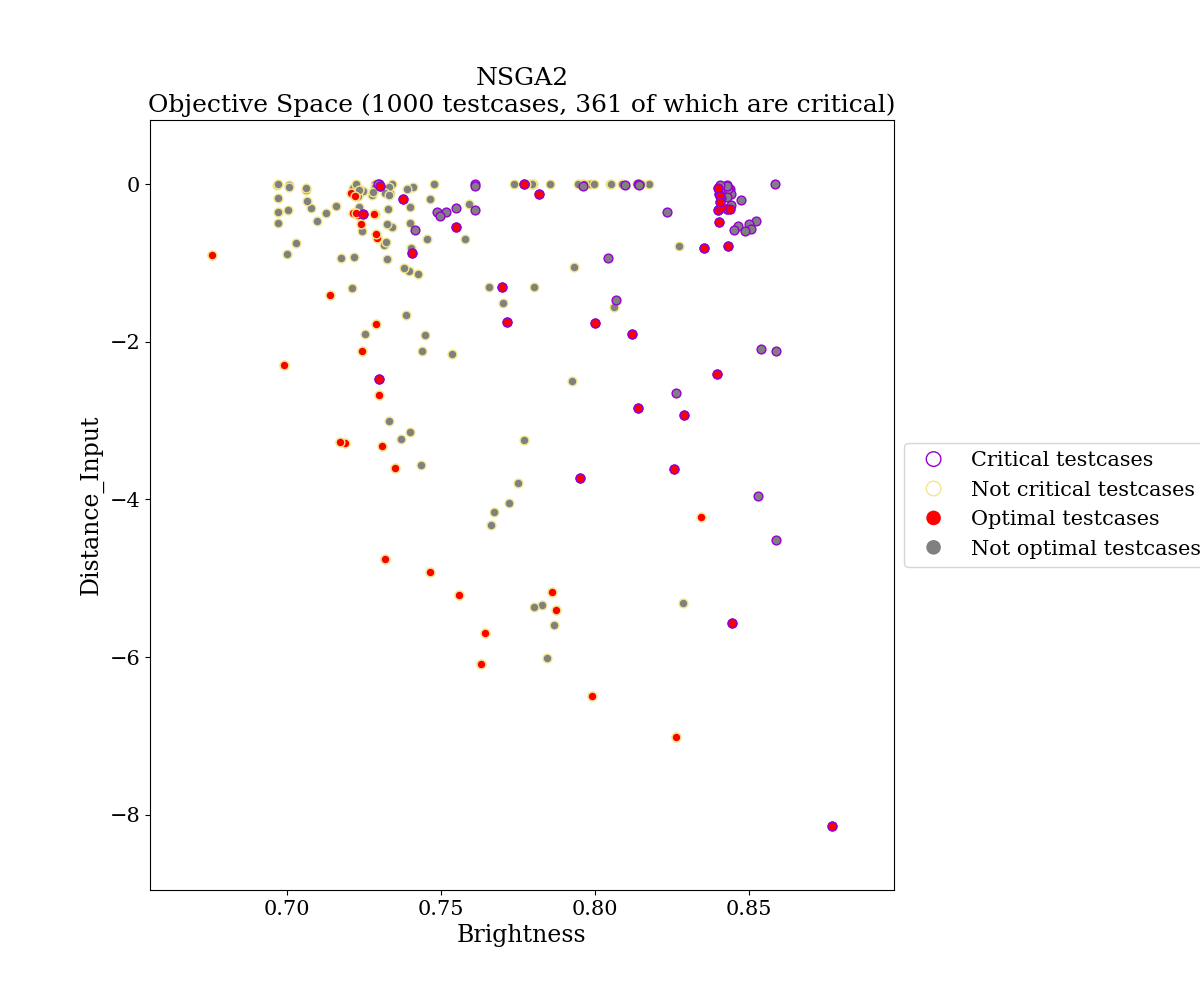 NSGA2
Objective Space (1000 testcases, 361 of which are critical)
0
−2
−4
−6
−8
Distance_Input
0.70
0.75
0.80
0.85
Brightness
Critical testcases
Not critical testcases
Optimal testcases
Not optimal testcases